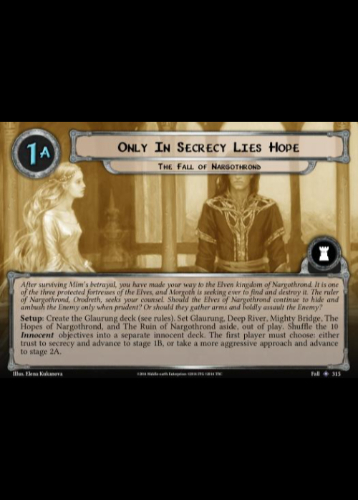 1A
ONLY IN SECRECY LIES HOPE
THE FALL OF NARGOTHROND
After surviving Mîm's betrayal, you have made your way to the Elven kingdom of Nargothrond. It is one
of the three protected fortresses of the Elves, and Morgoth is seeking ever to find and destroy it. The ruler
of Nargothrond, Orodreth, seeks your counsel. Should the Elves of Nargothrond continue to hide and
ambush the Enemy only when prudent? Or should they gather arms and boldly assault the Enemy?
Setup: Create the Glaurung deck (see rules). Set Glaurung, Deep River, Mighty Bridge, The
Hopes of Nargothrond, and The Ruin of Nargothrond aside, out of play. Shuffle the 10
Innocent objectives into a separate innocent deck. The first player must choose: either
trust to secrecy and advance to stage 1B, or take a more aggressive approach and advance
to stage 2A.
Illus. Elena Kukanova
Fall 315